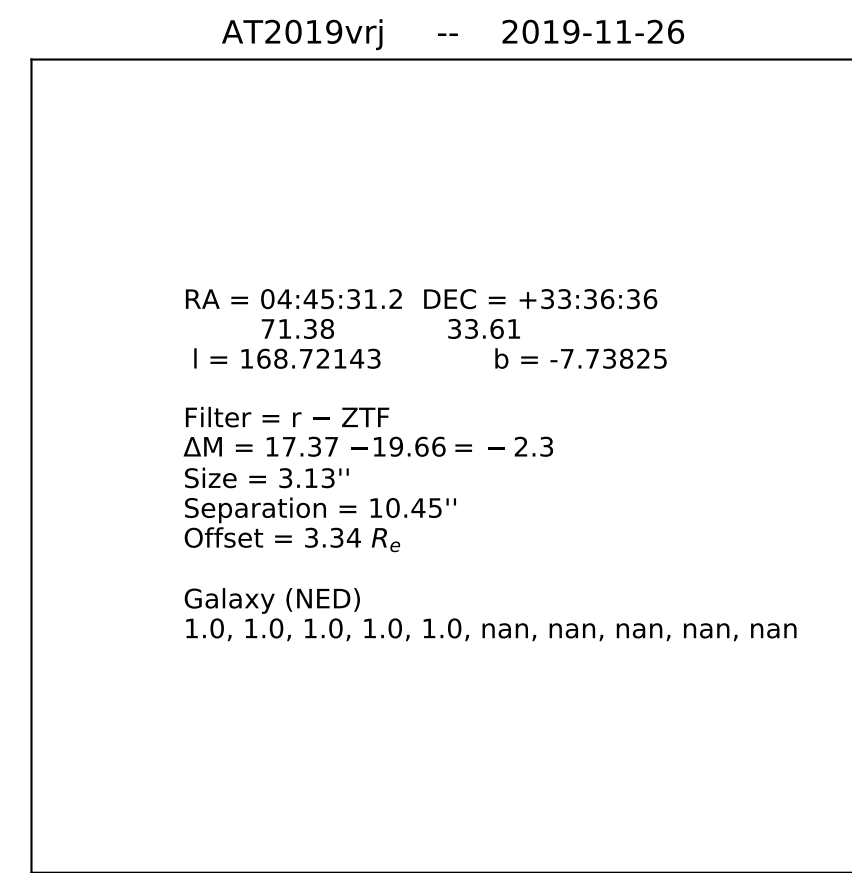 AT2019vrj -- 2019-11-26
RA = 04:45:31.2 DEC = +33:36:36
71.38 33.61
l = 168.72143 b = -7.73825
Filter = r − ZTF
ΔM = 17.37 −19.66 = − 2.3
Size = 3.13''
Separation = 10.45''
Offset = 3.34 Re
Galaxy (NED)
1.0, 1.0, 1.0, 1.0, 1.0, nan, nan, nan, nan, nan